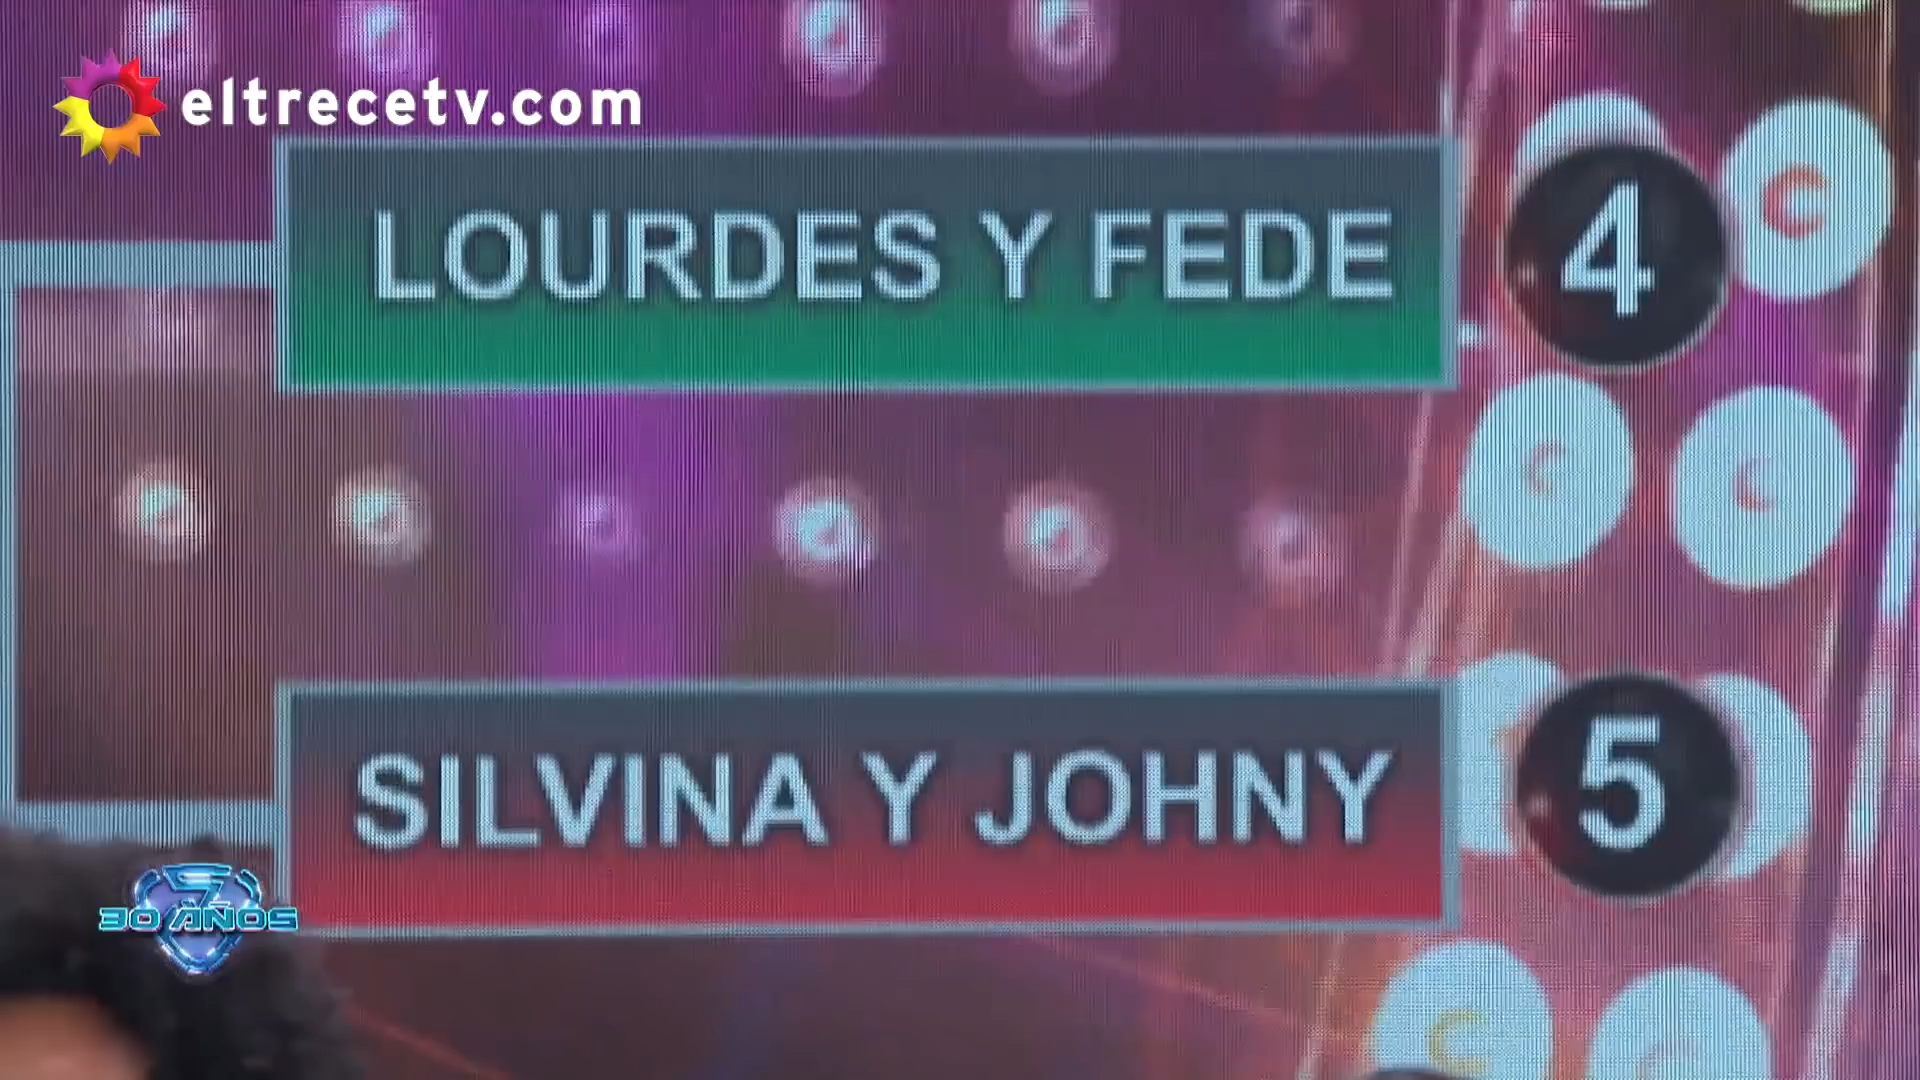 eltrecetv.com
LOURDES Y FEDE
4
SILVINA Y JOHNY
5
30 AÑOS